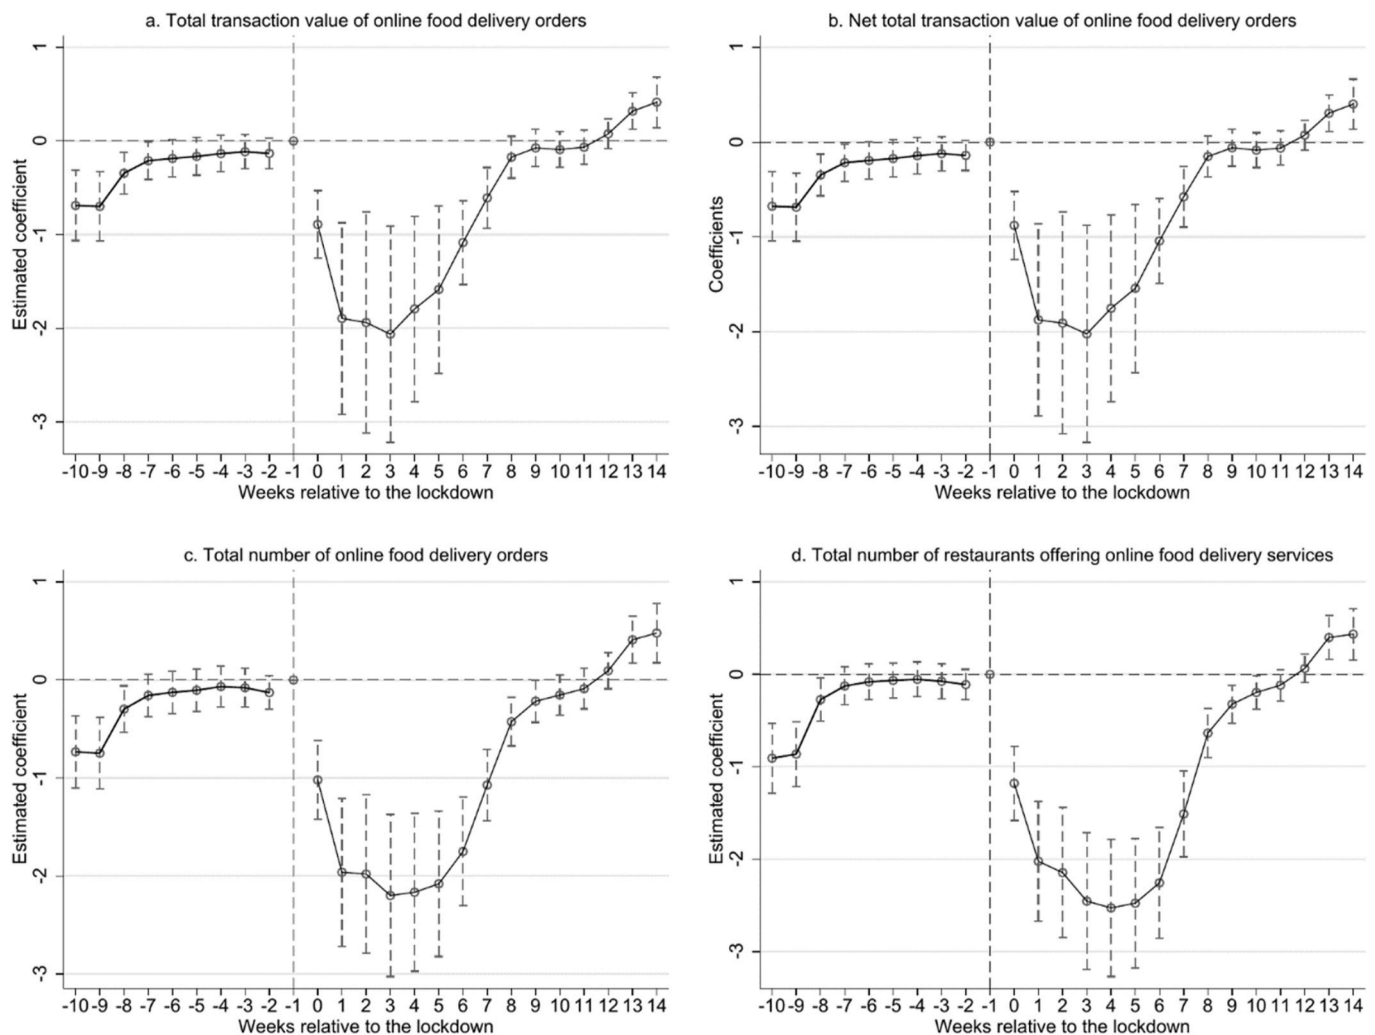 a. Total transaction value of online food delivery orders
1
0
-1
-2
-3
Estimated coefficient
-10 -9 -8 -7 -6 -5 -4 -3 -2 -1 0 1 2 3 4 5 6 7 8 9 10 11 12 13 14
Weeks relative to the lockdown
b. Net total transaction value of online food delivery orders
1
0
-1
-2
-3
Coefficients
-10 -9 -8 -7 -6 -5 -4 -3 -2 -1 0 1 2 3 4 5 6 7 8 9 10 11 12 13 14
Weeks relative to the lockdown
c. Total number of online food delivery orders
1
0
-1
-2
-3
Estimated coefficient
-10 -9 -8 -7 -6 -5 -4 -3 -2 -1 0 1 2 3 4 5 6 7 8 9 10 11 12 13 14
Weeks relative to the lockdown
d. Total number of restaurants offering online food delivery services
1
0
-1
-2
-3
Estimated coefficient
-10 -9 -8 -7 -6 -5 -4 -3 -2 -1 0 1 2 3 4 5 6 7 8 9 10 11 12 13 14
Weeks relative to the lockdown